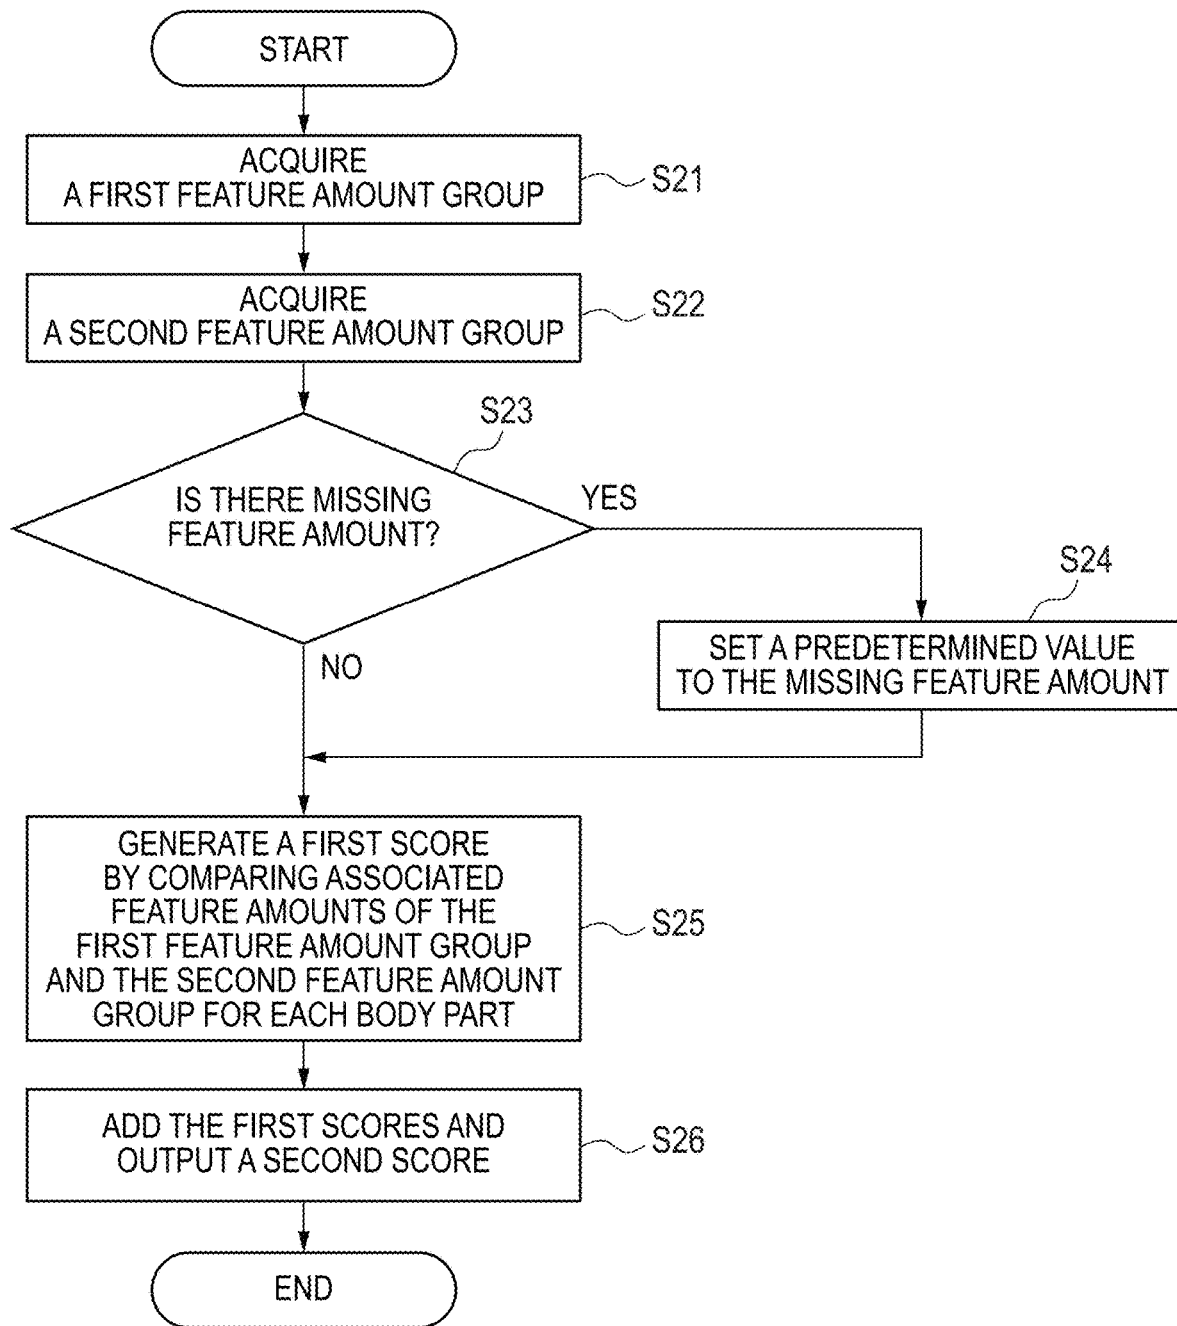 START
ACQUIRE
A FIRST FEATURE AMOUNT GROUP
S21
ACQUIRE
A SECOND FEATURE AMOUNT GROUP
S22
S23
IS THERE MISSING
FEATURE AMOUNT?
YES
NO
S24
SET A PREDETERMINED VALUE
TO THE MISSING FEATURE AMOUNT
GENERATE A FIRST SCORE
BY COMPARING ASSOCIATED
FEATURE AMOUNTS OF THE
FIRST FEATURE AMOUNT GROUP
AND THE SECOND FEATURE AMOUNT
GROUP FOR EACH BODY PART
S25
ADD THE FIRST SCORES AND
OUTPUT A SECOND SCORE
S26
END